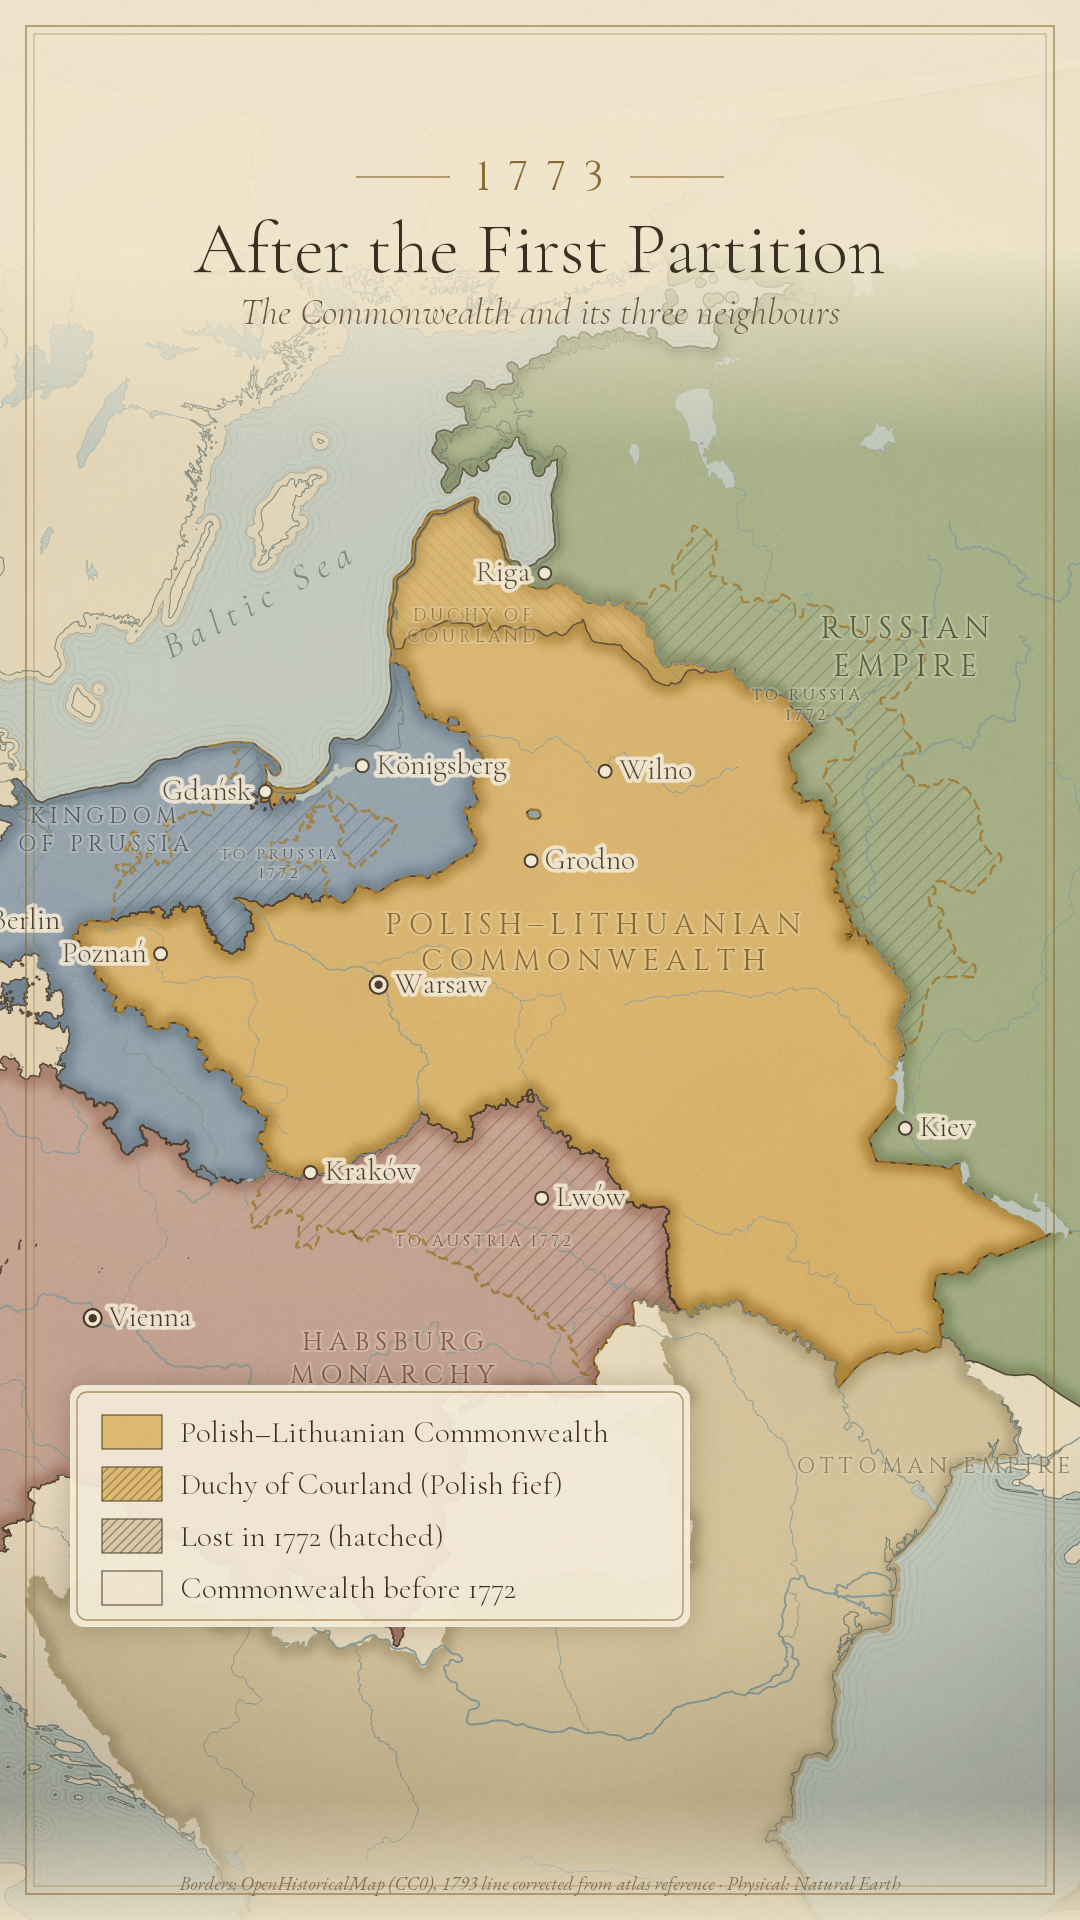 1773
After the First Partition
The Commonwealth and its three neighbours
Baltic Sea
Riga
DUCHY OF
COURLAND
RUSSIAN
EMPIRE
TO RUSSIA
1772
Königsberg
Wilno
Gdańsk
KINGDOM
OF PRUSSIA
TO PRUSSIA
1772
Grodno
Berlin
POLISH–LITHUANIAN
COMMONWEALTH
Poznań
Warsaw
Kiev
Kraków
Lwów
TO AUSTRIA 1772
Vienna
HABSBURG
MONARCHY
OTTOMAN EMPIRE
Polish–Lithuanian Commonwealth
Duchy of Courland (Polish fief)
Lost in 1772 (hatched)
Commonwealth before 1772
Borders: OpenHistoricalMap (CC0), 1793 line corrected from atlas reference · Physical: Natural Earth